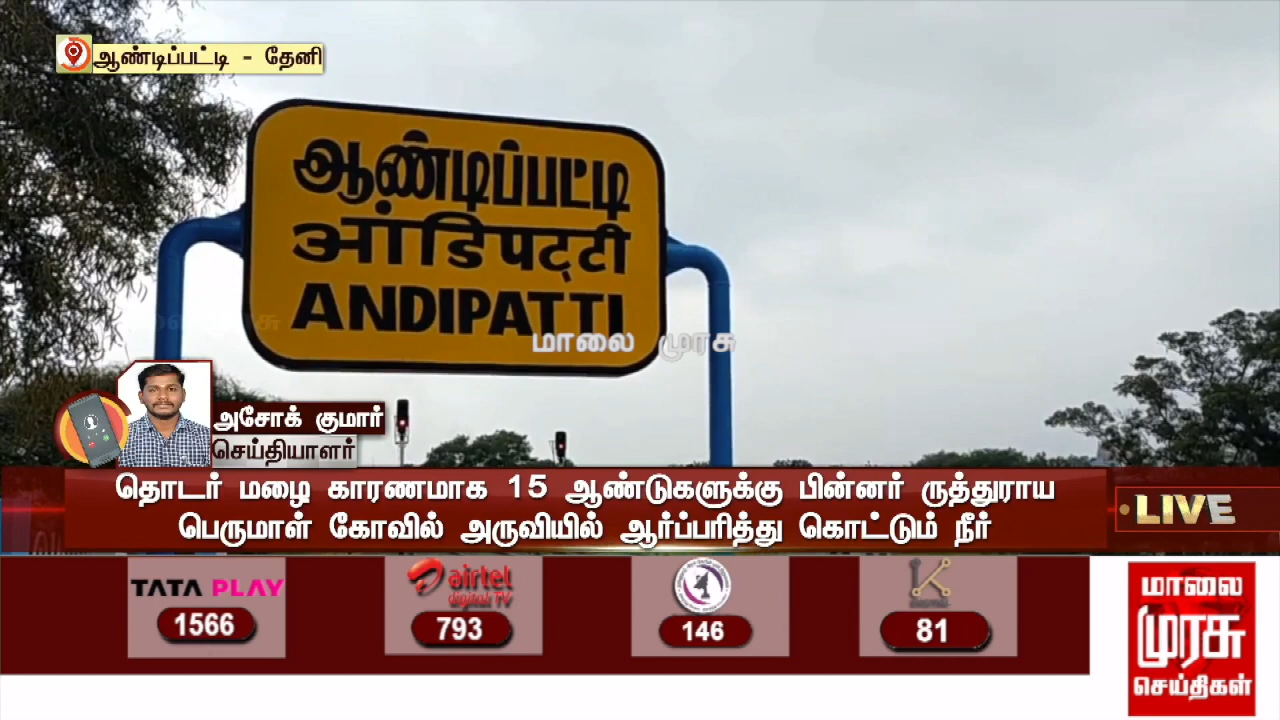 ஆண்டிப்பட்டி - தேனி
ஆண்டிப்பட்டி
आंडिपट्टी
ANDIPATTI
மாலை முரசு
அசோக் குமார்
செய்தியாளர்
தொடர் மழை காரணமாக 15 ஆண்டுகளுக்கு பின்னர் ருத்துராய
பெருமாள் கோவில் அருவியில் ஆர்ப்பரித்து கொட்டும் நீர்
LIVE
TATA PLAY
1566
airtel
digital TV
793
146
81
மாலை
முரசு
செய்திகள்